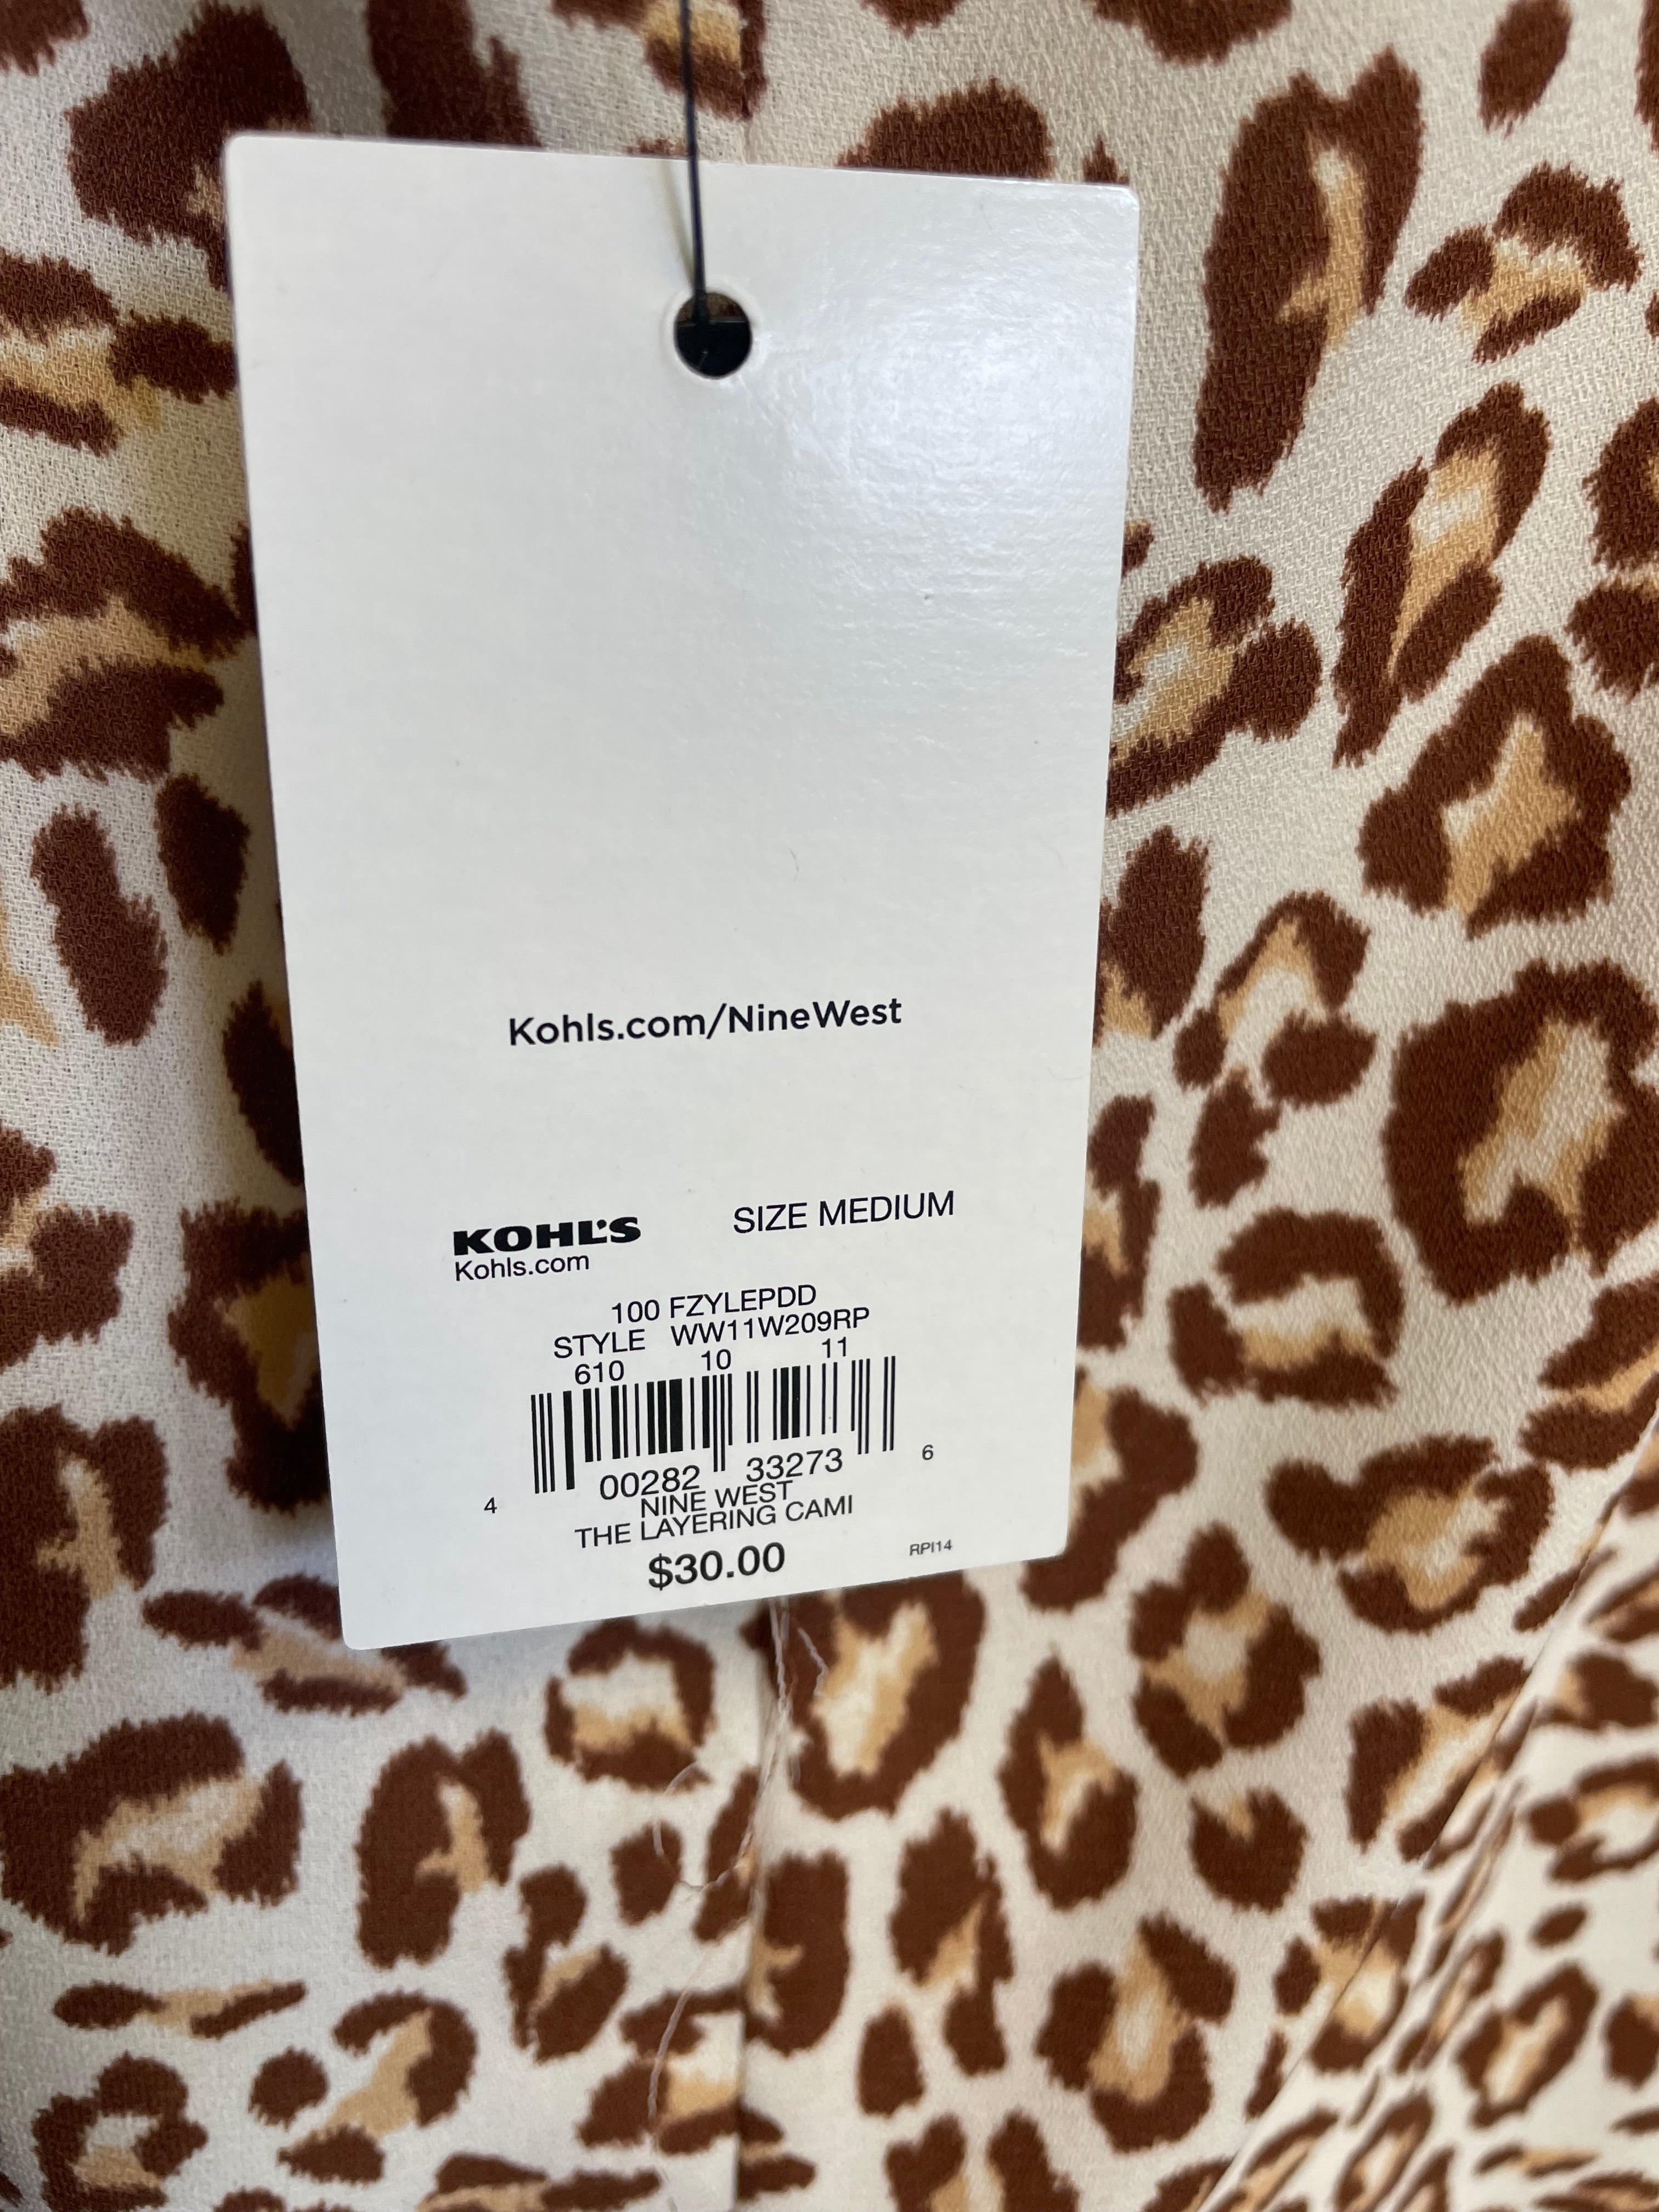 Kohls.com/NineWest
KOHL'S SIZE MEDIUM
Kohls.com
100 FZYLEPDD
STYLE WW11W209RP
610 10 11
4 00282 33273 6
NINE WEST
THE LAYERING CAMI
$30.00 RPI14